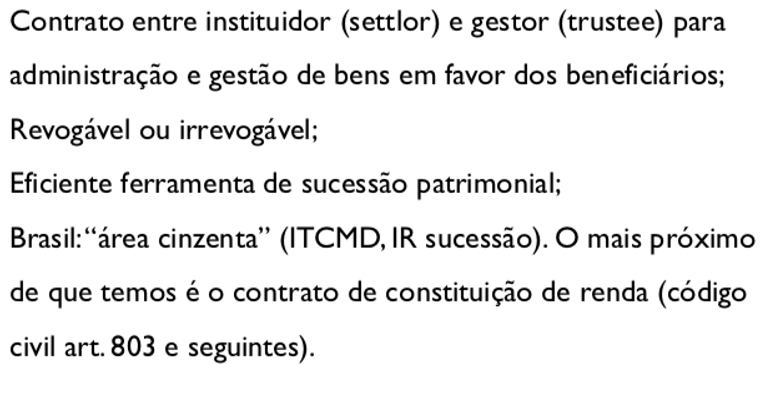 Contrato entre instituidor (settlor) e gestor (trustee) para
administração e gestão de bens em favor dos beneficiários;
Revogável ou irrevogável;
Eficiente ferramenta de sucessão patrimonial;
Brasil:“área cinzenta” (ITCMD, IR sucessão). O mais próximo
de que temos é o contrato de constituição de renda (código
civil art. 803 e seguintes).